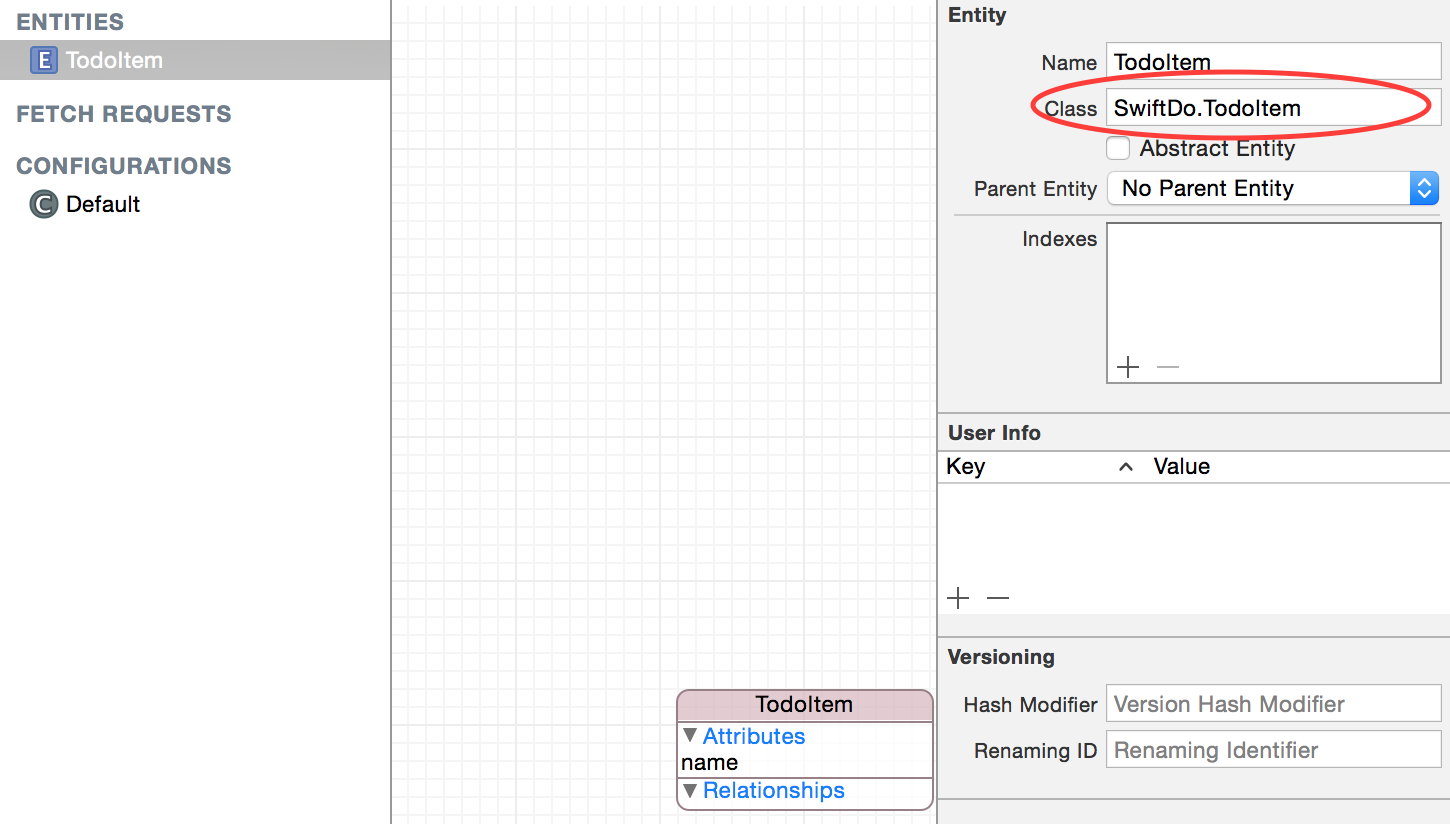 ENTITIES
E TodoItem
FETCH REQUESTS
CONFIGURATIONS
C Default
TodoItem
Attributes
name
Relationships
Entity
Name TodoItem
Class SwiftDo.TodoItem
Abstract Entity
Parent Entity No Parent Entity
Indexes
User Info
Key Value
Versioning
Hash Modifier Version Hash Modifier
Renaming ID Renaming Identifier